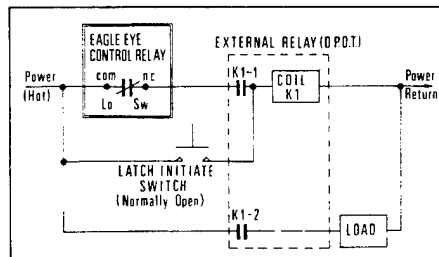 EAGLE EYE
CONTROL RELAY
EXTERNAL RELAY (D.P.D.T.)
Power
(Hot)
com
nc
Lo
Sw
K1-1
COIL
K1
Power
Return
LATCH INITIATE
SWITCH
(Normally Open)
K1-2
LOAD